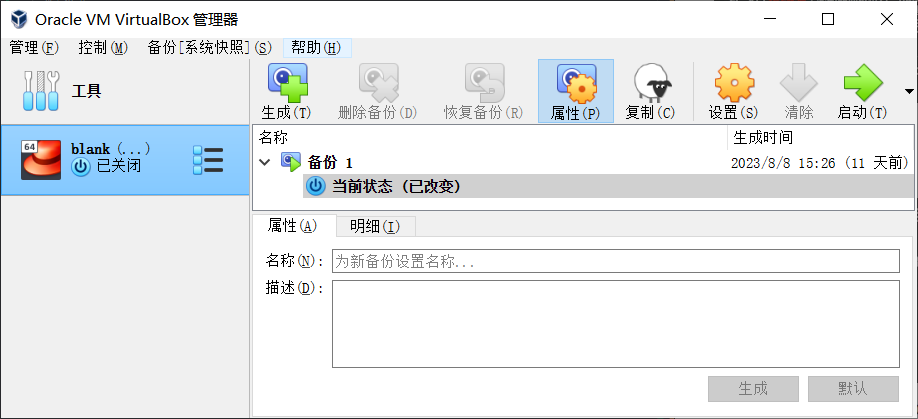 Oracle VM VirtualBox 管理器
管理(F) 控制(M) 备份[系统快照](S) 帮助(H)
工具
生成(T) 删除备份(D) 恢复备份(R) 属性(P) 复制(C) 设置(S) 清除 启动(T)
64
blank (...)
已关闭
名称 生成时间
备份 1 2023/8/8 15:26 (11 天前)
当前状态 (已改变)
属性(A) 明细(I)
名称(N): 为新备份设置名称...
描述(D):
生成 默认